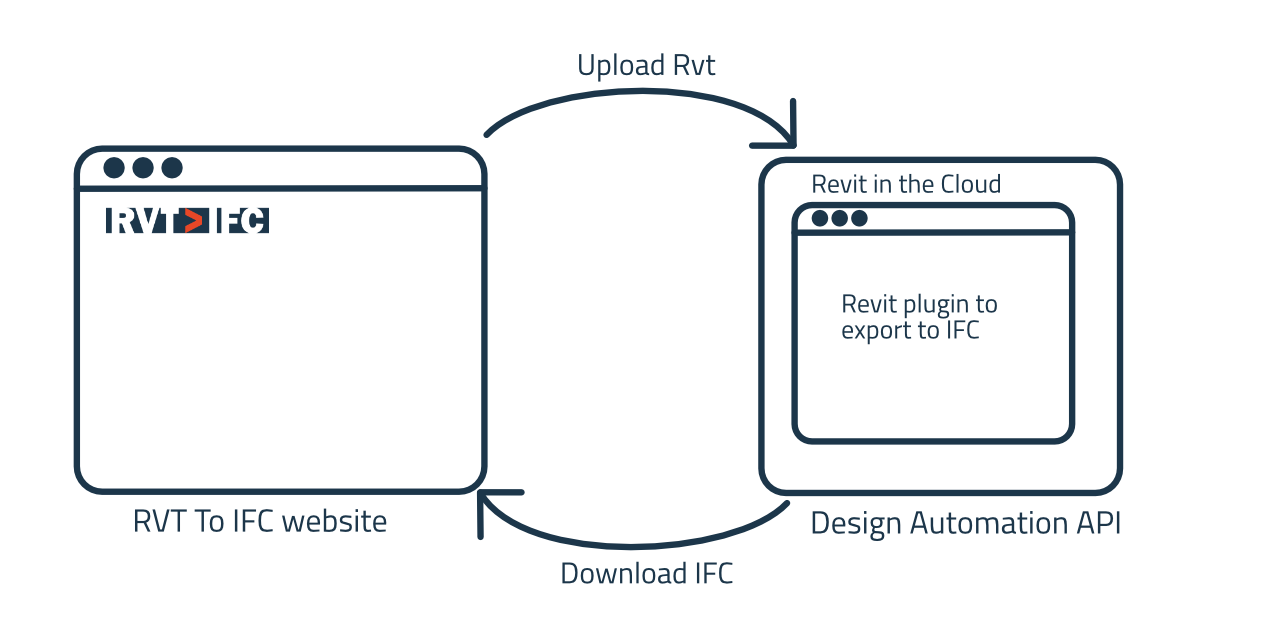 Upload Rvt
RVT>IFC
Revit in the Cloud
Revit plugin to
export to IFC
RVT To IFC website
Design Automation API
Download IFC